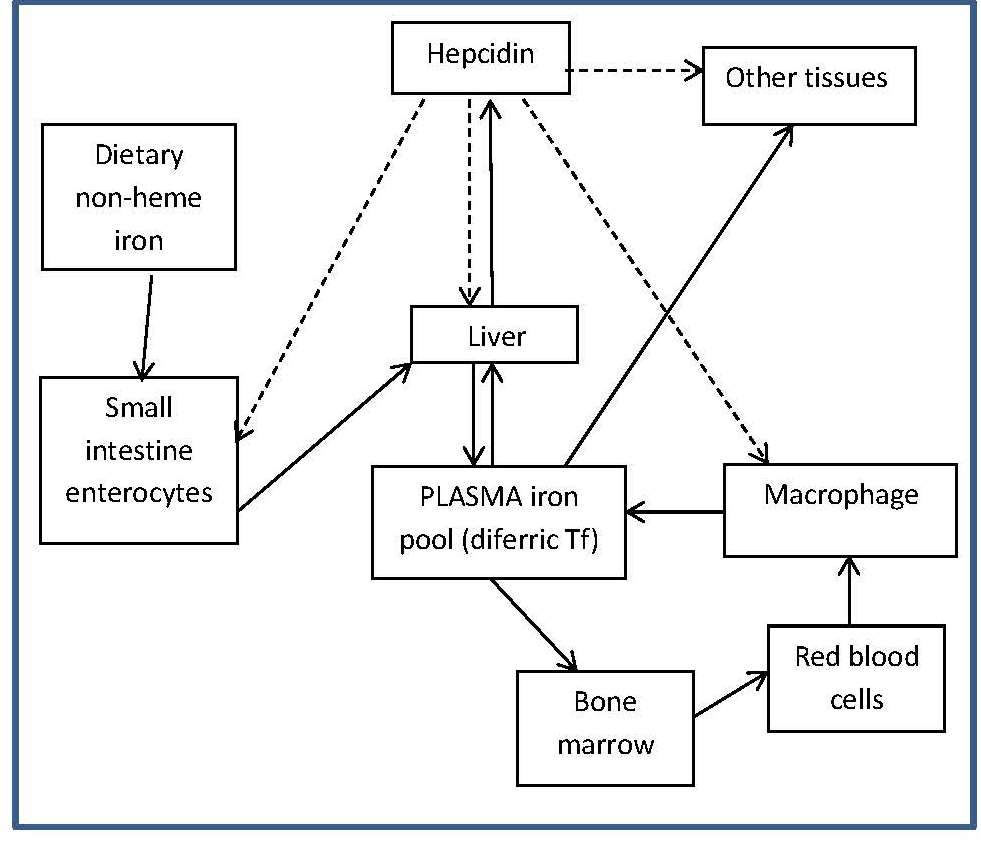 Hepcidin
Other tissues
Dietary
non-heme
iron
Liver
Small
intestine
enterocytes
PLASMA iron
pool (diferric Tf)
Macrophage
Red blood
cells
Bone
marrow